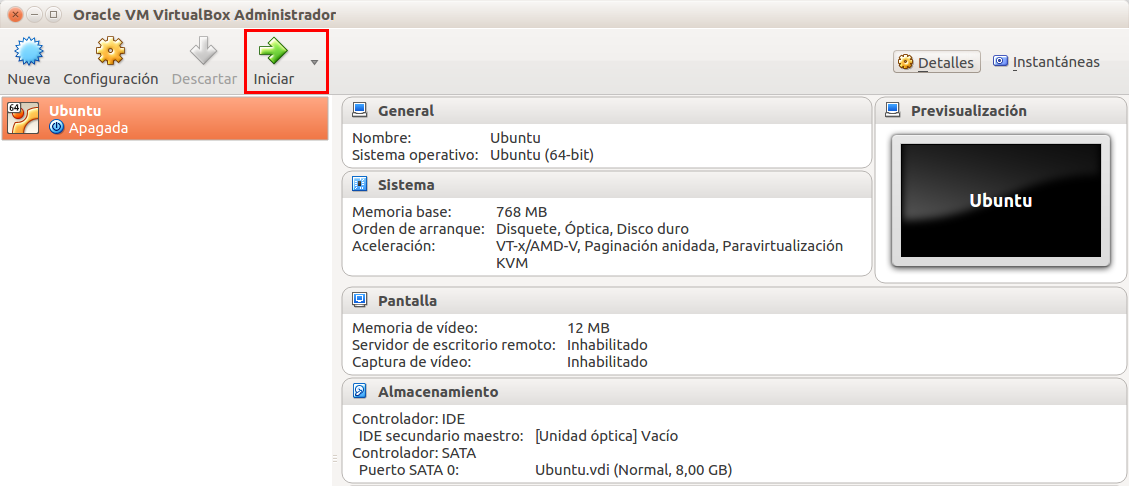 Oracle VM VirtualBox Administrador
Nueva
Configuración
Descartar
Iniciar
Detalles
Instantáneas
64
Ubuntu
Apagada
General
Nombre: Ubuntu
Sistema operativo: Ubuntu (64-bit)
Sistema
Memoria base: 768 MB
Orden de arranque: Disquete, Óptica, Disco duro
Aceleración: VT-x/AMD-V, Paginación anidada, Paravirtualización
KVM
Previsualización
Ubuntu
Pantalla
Memoria de vídeo: 12 MB
Servidor de escritorio remoto: Inhabilitado
Captura de vídeo: Inhabilitado
Almacenamiento
Controlador: IDE
IDE secundario maestro: [Unidad óptica] Vacío
Controlador: SATA
Puerto SATA 0: Ubuntu.vdi (Normal, 8,00 GB)